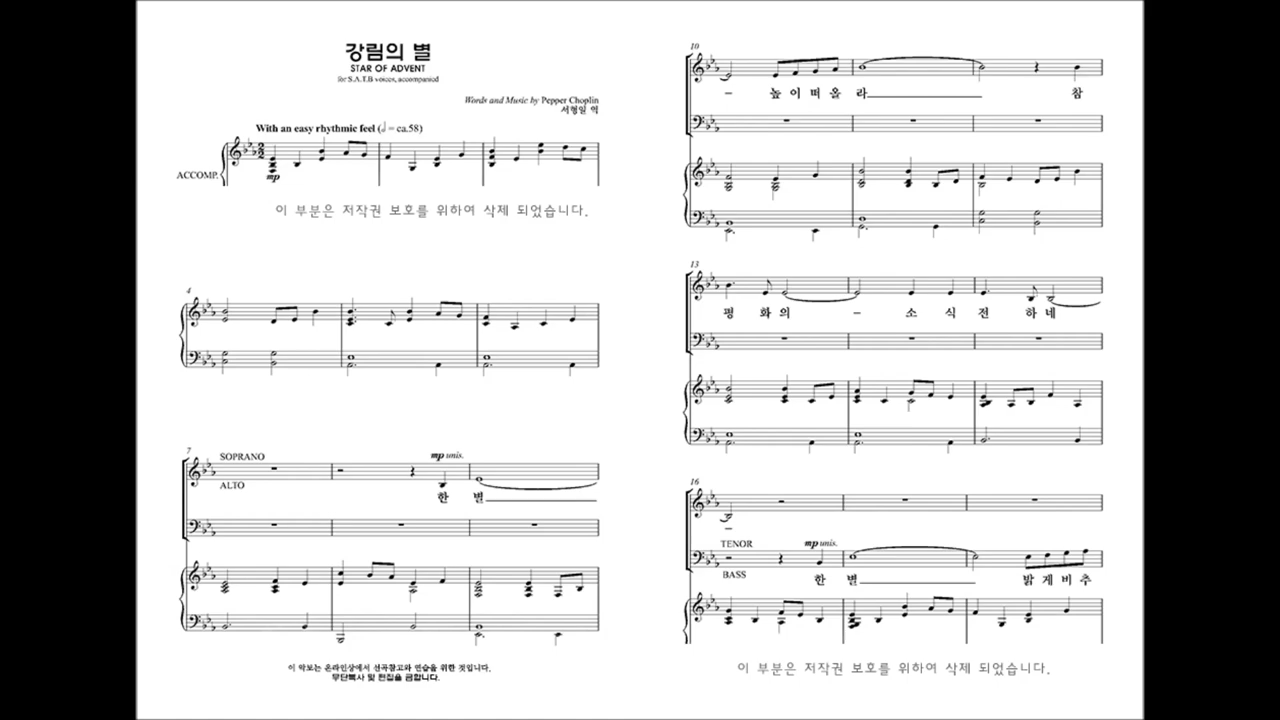 강림의 별
STAR OF ADVENT
for S.A.T.B voices, accompanied
Words and Music by Pepper Choplin
서형일 역
With an easy rhythmic feel (𝅗𝅥 = ca.58)
ACCOMP.
mp
이 부분은 저작권 보호를 위하여 삭제 되었습니다.
4
7
SOPRANO
mp unis.
ALTO
한 별
이 악보는 온라인상에서 선곡참고와 연습을 위한 것입니다.
무단복사 및 편집을 금합니다.
10
높 이 떠 올 라 참
13
평 화 의 소 식 전 하 네
16
TENOR
mp unis.
BASS
한 별 밝 게 비 추
이 부분은 저작권 보호를 위하여 삭제 되었습니다.